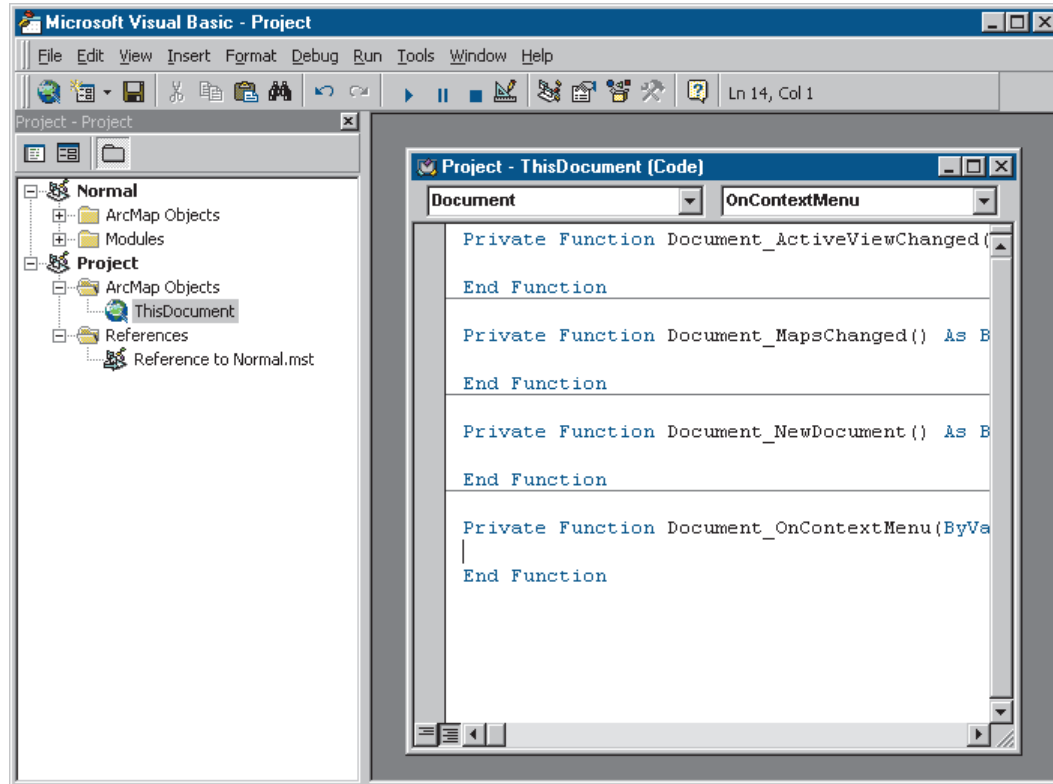 Microsoft Visual Basic - Project
File Edit View Insert Format Debug Run Tools Window Help
Ln 14, Col 1
Project - Project
Normal
ArcMap Objects
Modules
Project
ArcMap Objects
ThisDocument
References
Reference to Normal.mst
Project - ThisDocument (Code)
Document OnContextMenu
Private Function Document_ActiveViewChanged(
End Function
Private Function Document_MapsChanged() As B
End Function
Private Function Document_NewDocument() As B
End Function
Private Function Document_OnContextMenu(ByVa
End Function